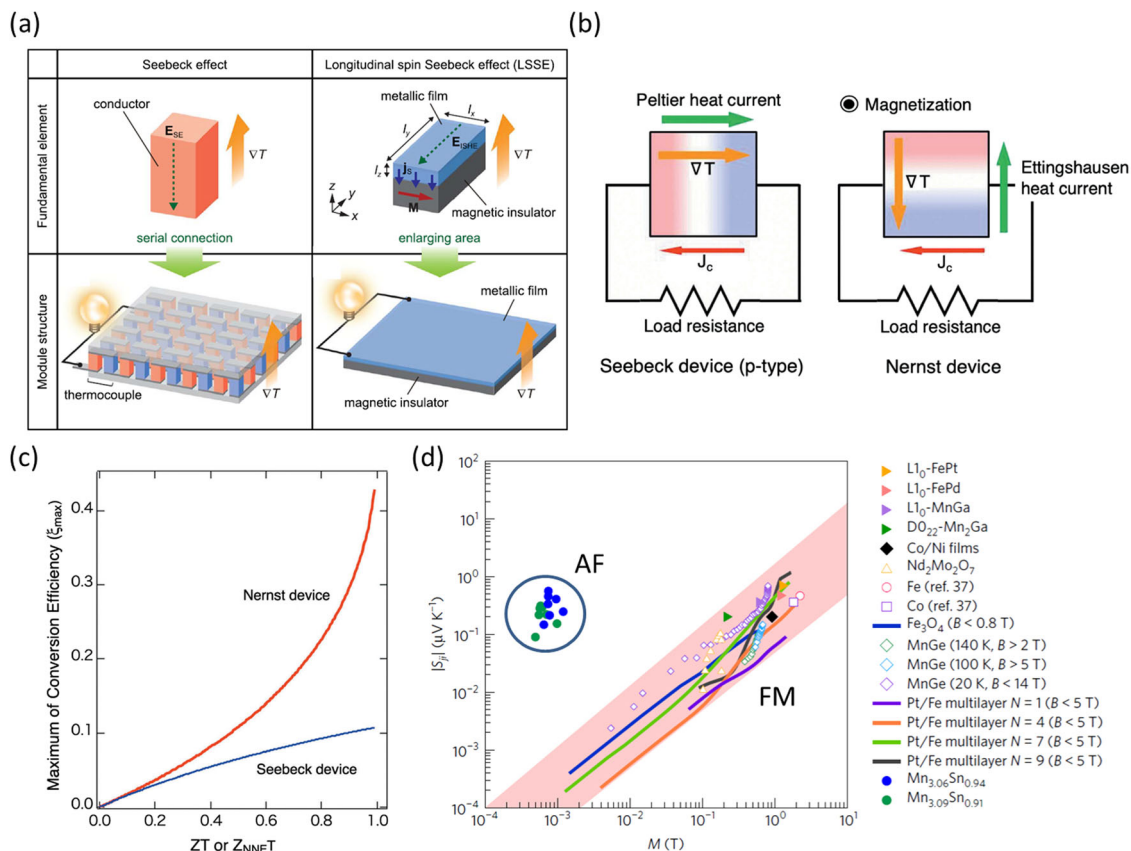 (a)
Seebeck effect
Longitudinal spin Seebeck effect (LSSE)
Fundamental element
conductor
E_SE
∇T
metallic film
l_x
l_y
l_z
E_ISHE
j_S
M
z
y
x
magnetic insulator
∇T
serial connection
enlarging area
Module structure
thermocouple
∇T
metallic film
magnetic insulator
∇T
(b)
Peltier heat current
∇T
J_c
Load resistance
Seebeck device (p-type)
Magnetization
∇T
Ettingshausen
heat current
J_c
Load resistance
Nernst device
(c)
Maximum of Conversion Efficiency (ξ_max)
0.4
0.3
0.2
0.1
0.0
Nernst device
Seebeck device
0.0 0.2 0.4 0.6 0.8 1.0
ZT or Z_NNE T
(d)
|S_ji| (μV K⁻¹)
10²
10¹
10⁰
10⁻¹
10⁻²
10⁻³
10⁻⁴
AF
FM
10⁻⁴ 10⁻³ 10⁻² 10⁻¹ 10⁰ 10¹
M (T)
L1₀-FePt
L1₀-FePd
L1₀-MnGa
D0₂₂-Mn₂Ga
Co/Ni films
Nd₂Mo₂O₇
Fe (ref. 37)
Co (ref. 37)
Fe₃O₄ (B < 0.8 T)
MnGe (140 K, B > 2 T)
MnGe (100 K, B > 5 T)
MnGe (20 K, B < 14 T)
Pt/Fe multilayer N = 1 (B < 5 T)
Pt/Fe multilayer N = 4 (B < 5 T)
Pt/Fe multilayer N = 7 (B < 5 T)
Pt/Fe multilayer N = 9 (B < 5 T)
Mn₃.₀₆Sn₀.₉₄
Mn₃.₀₉Sn₀.₉₁